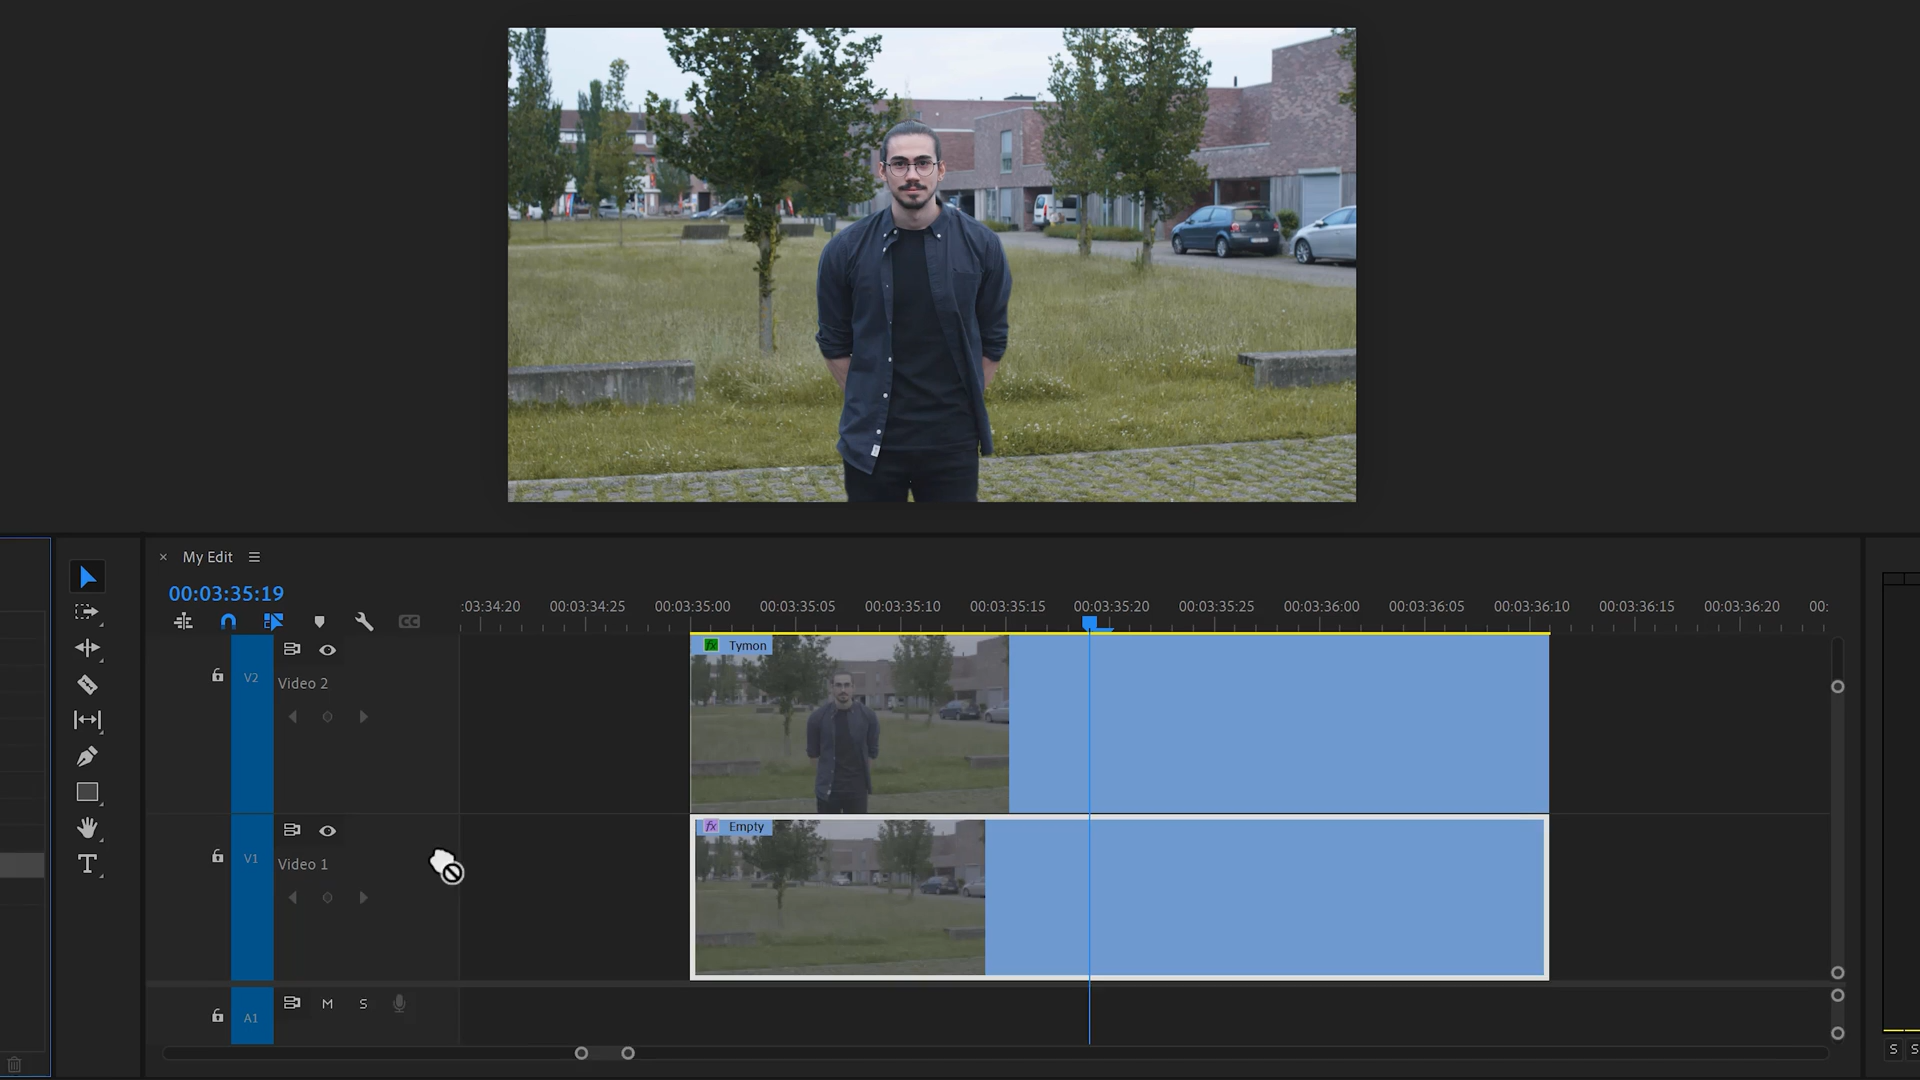 × My Edit
00:03:35:19
:03:34:20 00:03:34:25 00:03:35:00 00:03:35:05 00:03:35:10 00:03:35:15 00:03:35:20 00:03:35:25 00:03:36:00 00:03:36:05 00:03:36:10 00:03:36:15 00:03:36:20 00:
CC
fx Tymon
V2
Video 2
fx Empty
V1
Video 1
T
M S
A1
S S